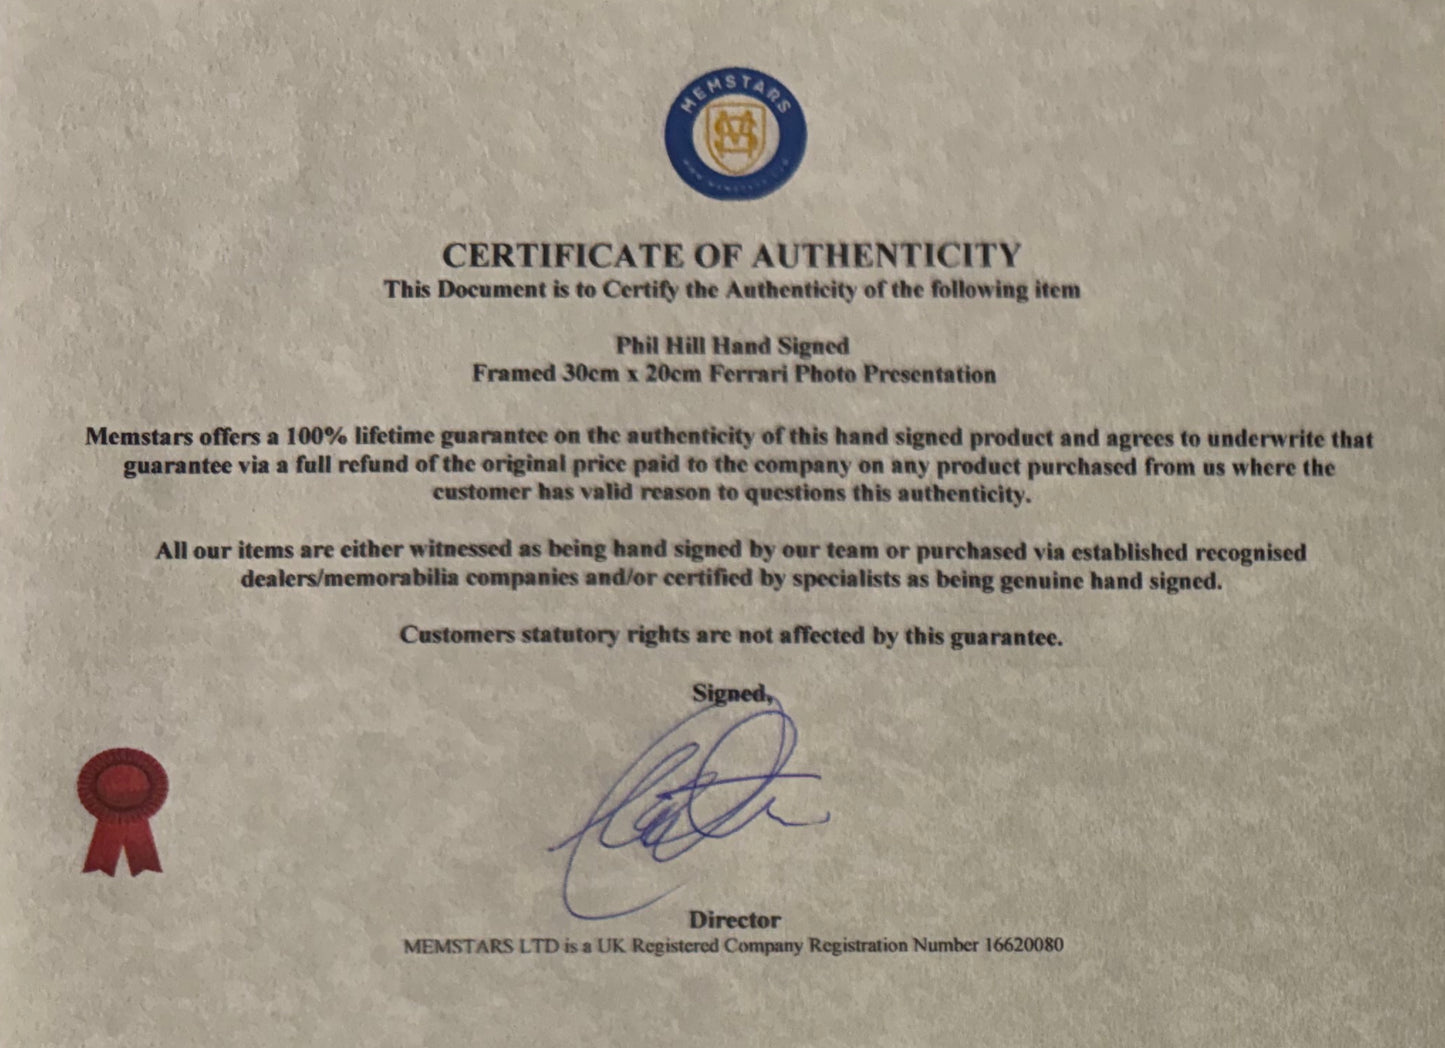 MEMSTARS
CERTIFICATE OF AUTHENTICITY
This Document is to Certify the Authenticity of the following item
Phil Hill Hand Signed
Framed 30cm x 20cm Ferrari Photo Presentation
Memstars offers a 100% lifetime guarantee on the authenticity of this hand signed product and agrees to underwrite that
guarantee via a full refund of the original price paid to the company on any product purchased from us where the
customer has valid reason to questions this authenticity.
All our items are either witnessed as being hand signed by our team or purchased via established recognised
dealers/memorabilia companies and/or certified by specialists as being genuine hand signed.
Customers statutory rights are not affected by this guarantee.
Signed,
Director
MEMSTARS LTD is a UK Registered Company Registration Number 16620080